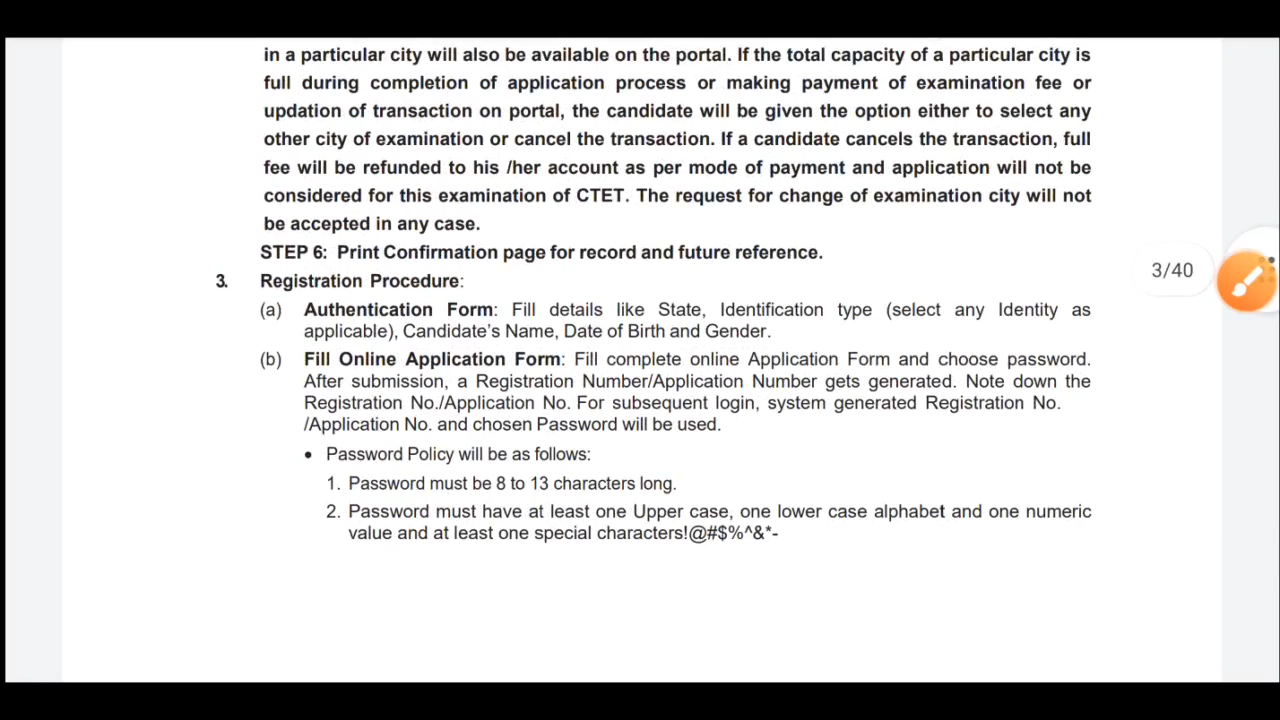 in a particular city will also be available on the portal. If the total capacity of a particular city is
full during completion of application process or making payment of examination fee or
updation of transaction on portal, the candidate will be given the option either to select any
other city of examination or cancel the transaction. If a candidate cancels the transaction, full
fee will be refunded to his /her account as per mode of payment and application will not be
considered for this examination of CTET. The request for change of examination city will not
be accepted in any case.
STEP 6: Print Confirmation page for record and future reference.
3. Registration Procedure:
3/40
(a) Authentication Form: Fill details like State, Identification type (select any Identity as
applicable), Candidate's Name, Date of Birth and Gender.
(b) Fill Online Application Form: Fill complete online Application Form and choose password.
After submission, a Registration Number/Application Number gets generated. Note down the
Registration No./Application No. For subsequent login, system generated Registration No.
/Application No. and chosen Password will be used.
• Password Policy will be as follows:
1. Password must be 8 to 13 characters long.
2. Password must have at least one Upper case, one lower case alphabet and one numeric
value and at least one special characters!@#$%^&*-